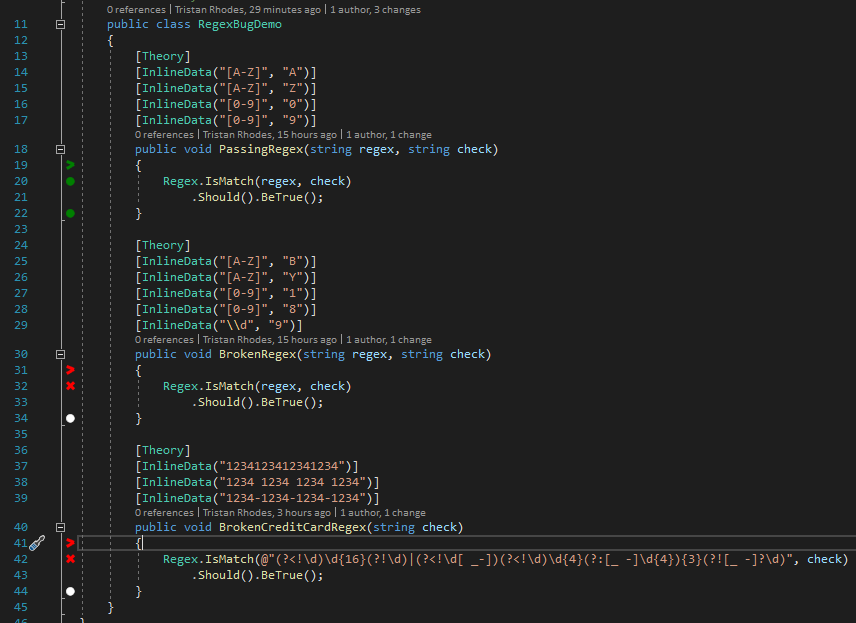 0 references | Tristan Rhodes, 29 minutes ago | 1 author, 3 changes
11 public class RegexBugDemo
12 {
13 [Theory]
14 [InlineData("[A-Z]", "A")]
15 [InlineData("[A-Z]", "Z")]
16 [InlineData("[0-9]", "0")]
17 [InlineData("[0-9]", "9")]
0 references | Tristan Rhodes, 15 hours ago | 1 author, 1 change
18 public void PassingRegex(string regex, string check)
19 {
20 Regex.IsMatch(regex, check)
21 .Should().BeTrue();
22 }
23
24 [Theory]
25 [InlineData("[A-Z]", "B")]
26 [InlineData("[A-Z]", "Y")]
27 [InlineData("[0-9]", "1")]
28 [InlineData("[0-9]", "8")]
29 [InlineData("\\d", "9")]
0 references | Tristan Rhodes, 15 hours ago | 1 author, 1 change
30 public void BrokenRegex(string regex, string check)
31 {
32 Regex.IsMatch(regex, check)
33 .Should().BeTrue();
34 }
35
36 [Theory]
37 [InlineData("1234123412341234")]
38 [InlineData("1234 1234 1234 1234")]
39 [InlineData("1234-1234-1234-1234")]
0 references | Tristan Rhodes, 3 hours ago | 1 author, 1 change
40 public void BrokenCreditCardRegex(string check)
41 {
42 Regex.IsMatch(@"(?<!\d)\d{16}(?!\d)|(?<!\d[ _-])(?<!\d)\d{4}(?:[_ -]\d{4}){3}(?![_ -]?\d)", check)
43 .Should().BeTrue();
44 }
45 }
46 }